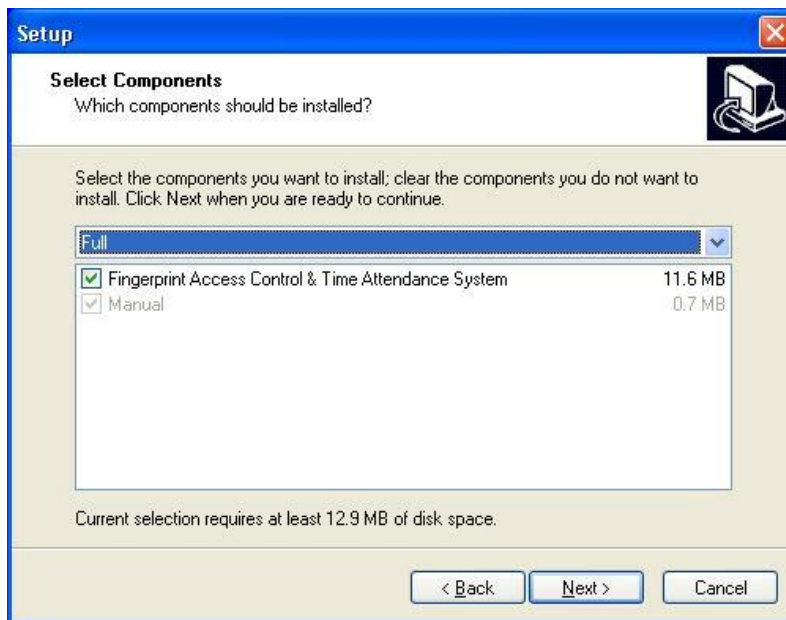 Setup
Select Components
Which components should be installed?
Select the components you want to install; clear the components you do not want to
install. Click Next when you are ready to continue.
Full
Fingerprint Access Control & Time Attendance System 11.6 MB
Manual 0.7 MB
Current selection requires at least 12.9 MB of disk space.
< Back Next > Cancel